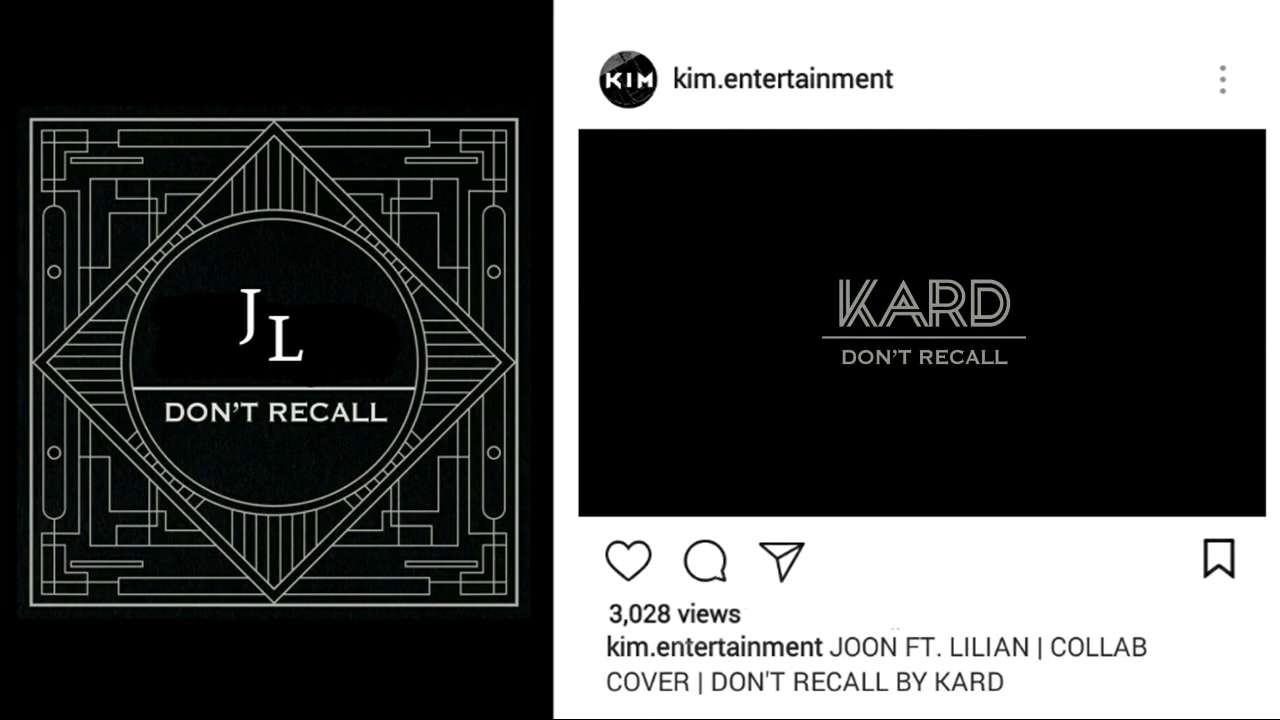 J
L
DON'T RECALL
KIM
kim.entertainment
KARD
DON'T RECALL
3,028 views
kim.entertainment JOON FT. LILIAN | COLLAB
COVER | DON'T RECALL BY KARD